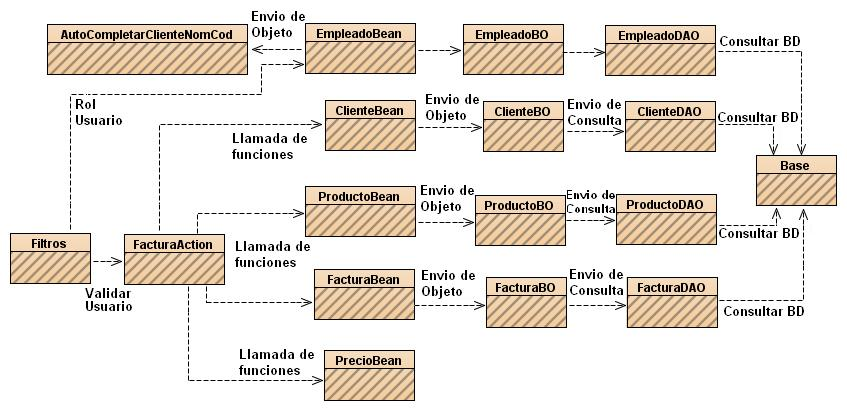 AutoCompletarClienteNomCod
Envio de
Objeto
EmpleadoBean
EmpleadoBO
EmpleadoDAO
Consultar BD
Rol
Usuario
ClienteBean
Envio de
Objeto
ClienteBO
Envio de
Consulta
ClienteDAO
Consultar BD
Llamada de
funciones
Base
ProductoBean
Envio de
Objeto
ProductoBO
Envio de
Consulta
ProductoDAO
Consultar BD
Filtros
FacturaAction
Llamada de
funciones
Validar
Usuario
FacturaBean
Envio de
Objeto
FacturaBO
Envio de
Consulta
FacturaDAO
Consultar BD
Llamada de
funciones
PrecioBean